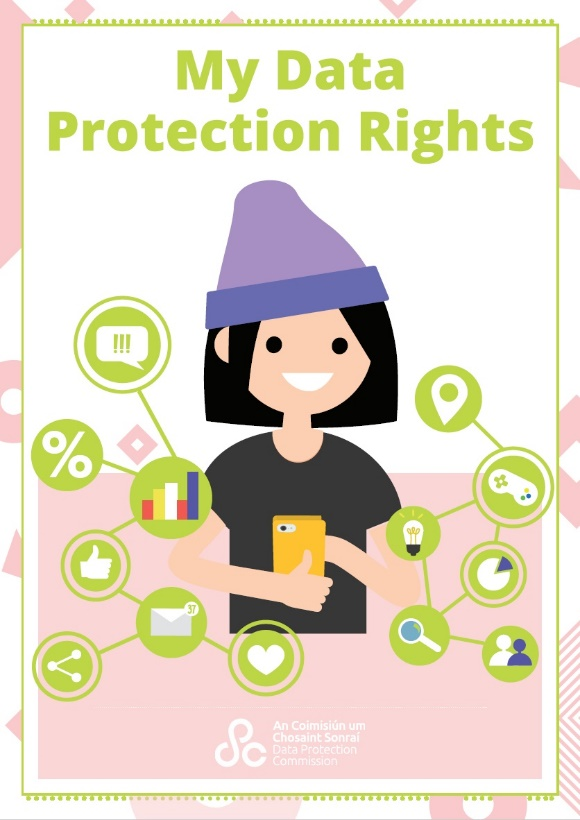 My Data
Protection Rights
!!!
%
37
An Coimisiún um
Chosaint Sonraí
Data Protection
Commission